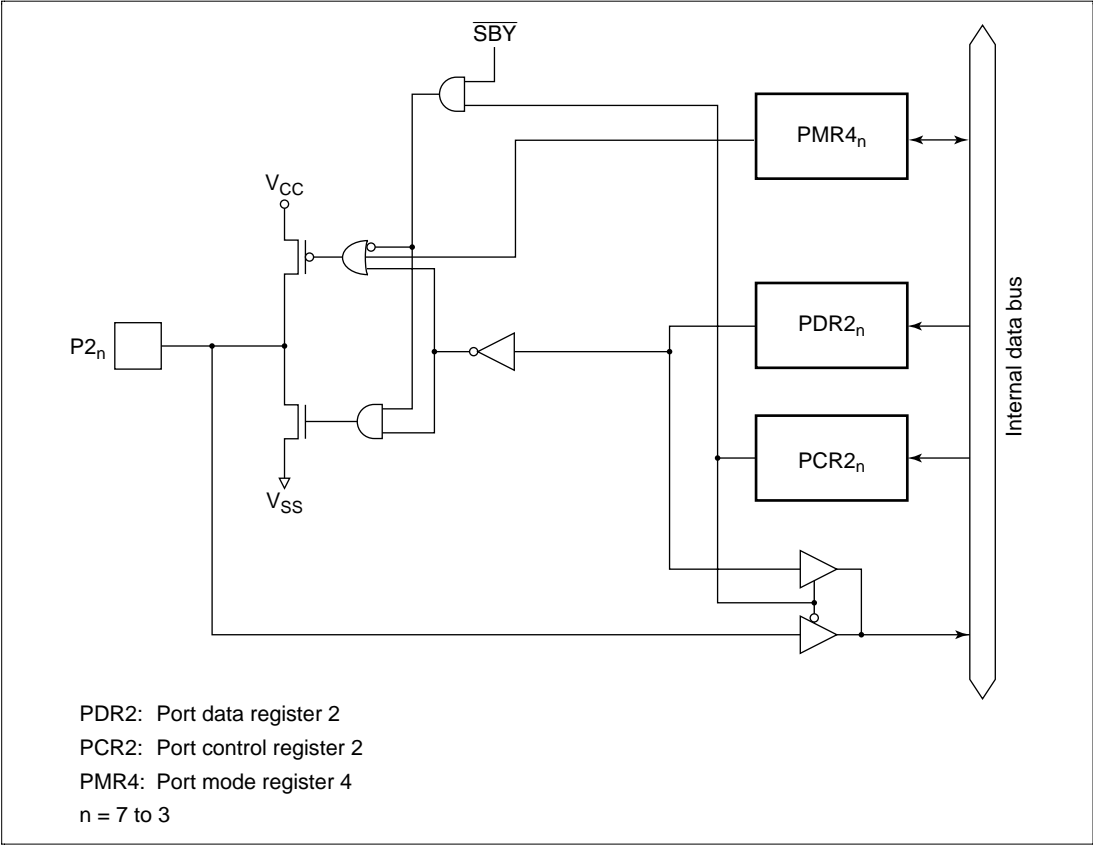 SBY
PMR4n
VCC
PDR2n
P2n
Internal data bus
PCR2n
VSS
PDR2: Port data register 2
PCR2: Port control register 2
PMR4: Port mode register 4
n = 7 to 3